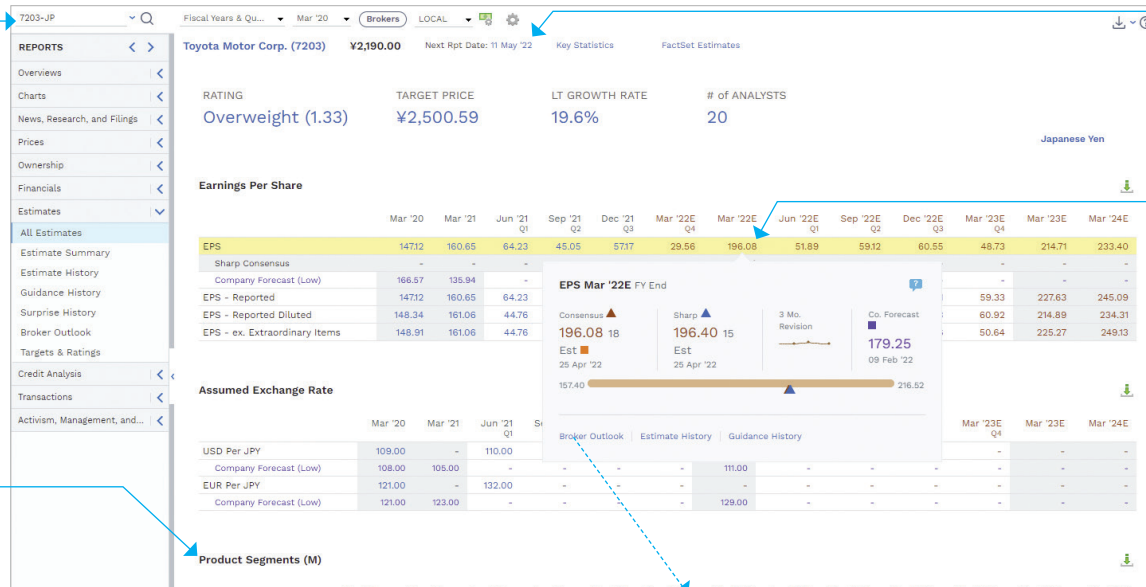 7203-JP
Fiscal Years & Qu... Mar '20 Brokers LOCAL
REPORTS
Toyota Motor Corp. (7203) ¥2,190.00 Next Rpt Date: 11 May '22 Key Statistics FactSet Estimates
Overviews
Charts
News, Research, and Filings
Prices
Ownership
Financials
Estimates
All Estimates
Estimate Summary
Estimate History
Guidance History
Surprise History
Broker Outlook
Targets & Ratings
Credit Analysis
Transactions
Activism, Management, and...
RATING TARGET PRICE LT GROWTH RATE # of ANALYSTS
Overweight (1.33) ¥2,500.59 19.6% 20
Japanese Yen
Earnings Per Share
Mar '20 Mar '21 Jun '21 Sep '21 Dec '21 Mar '22E Mar '22E Jun '22E Sep '22E Dec '22E Mar '23E Mar '23E Mar '24E
Q1 Q2 Q3 Q4 Q1 Q2 Q3 Q4
EPS 147.12 160.65 64.23 45.05 57.17 29.56 196.08 51.89 59.12 60.55 48.73 214.71 233.40
Sharp Consensus - - - - - -
Company Forecast (Low) 166.57 135.94 - - - -
EPS - Reported 147.12 160.65 64.23 59.33 227.63 245.09
EPS - Reported Diluted 148.34 161.06 44.76 60.92 214.89 234.31
EPS - ex. Extraordinary Items 148.91 161.06 44.76 50.64 225.27 249.13
EPS Mar '22E FY End ?
Consensus Sharp 3 Mo. Revision Co. Forecast
196.08 18 Est 196.40 15 Est 179.25
25 Apr '22 25 Apr '22 09 Feb '22
157.40 216.52
Broker Outlook Estimate History Guidance History
Assumed Exchange Rate
Mar '20 Mar '21 Jun '21 Mar '23E Mar '23E Mar '24E
Q1 Q4
USD Per JPY 109.00 - 110.00 - - -
Company Forecast (Low) 108.00 105.00 - - - - 111.00 - - - - - -
EUR Per JPY 121.00 - 132.00 - - - - - - - - - -
Company Forecast (Low) 121.00 123.00 - - - - 129.00 - - - - - -
Product Segments (M)